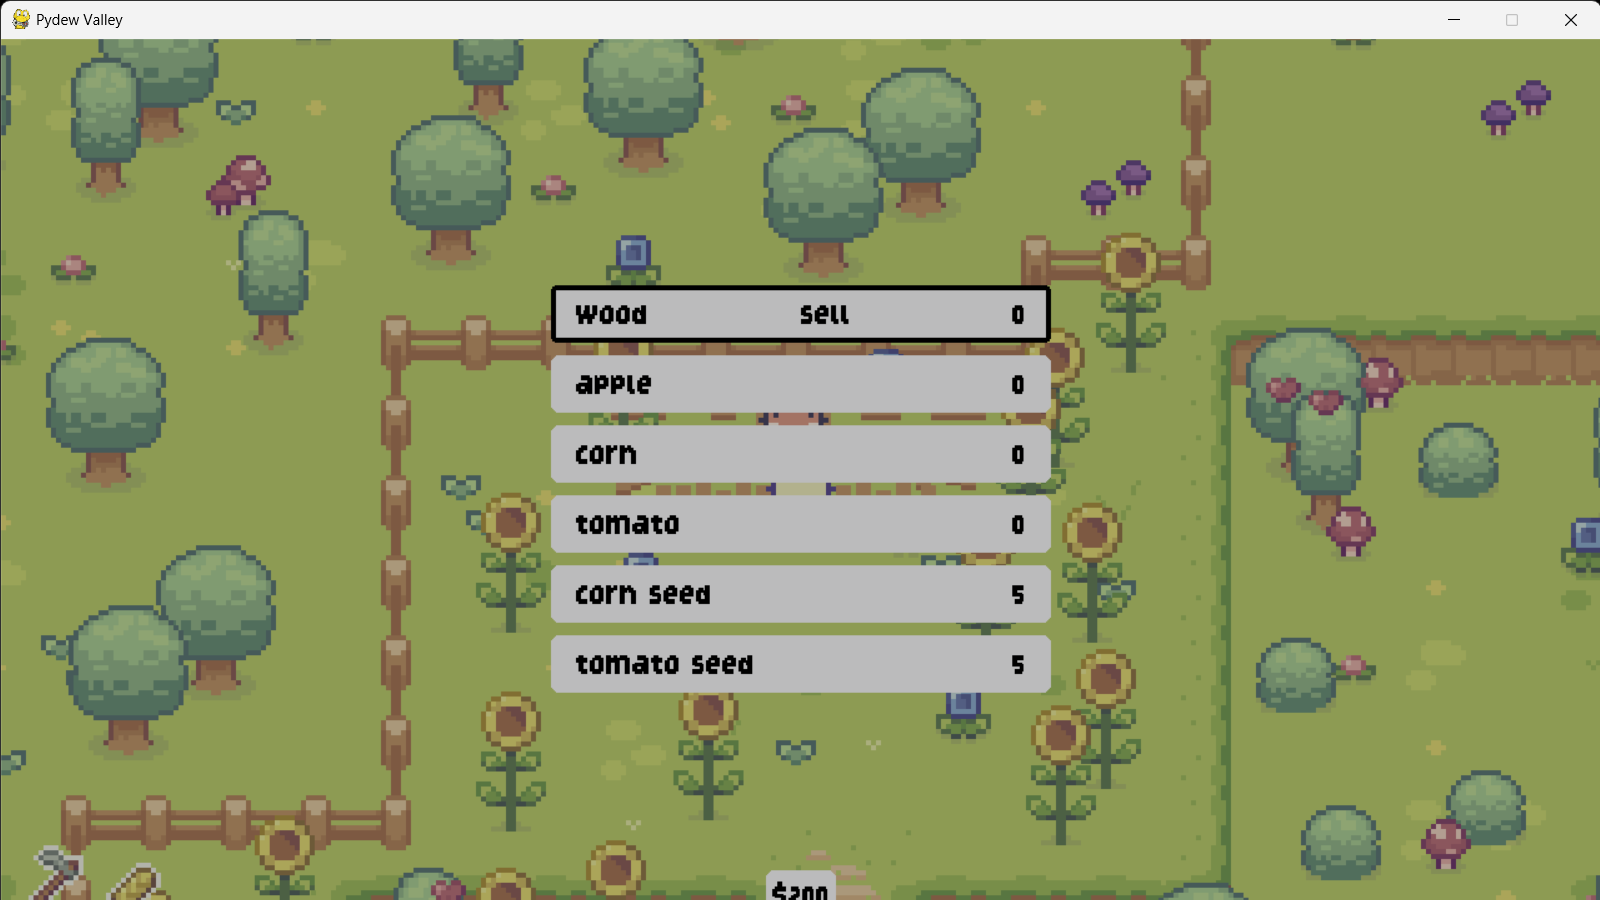 Pydew Valley
wood sell 0
apple 0
corn 0
tomato 0
corn seed 5
tomato seed 5
$200